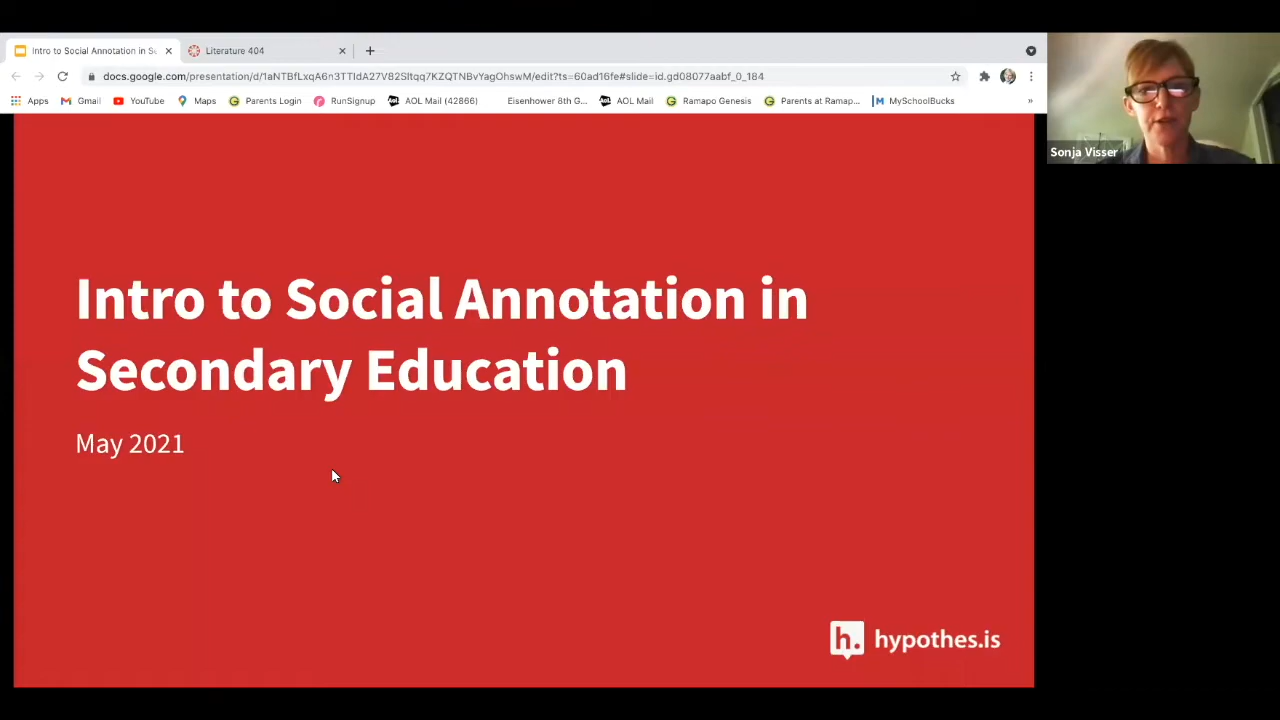 Intro to Social Annotation in Su
Literature 404
docs.google.com/presentation/d/1aNTBfLxqA6n3TTIdA27V82Sltqq7KZQTNBvYagOhswM/edit?ts=60ad16fe#slide=id.gd08077aabf_0_184
Apps Gmail YouTube Maps Parents Login RunSignup AOL Mail (42866) Eisenhower 8th G... AOL Mail Ramapo Genesis Parents at Ramap... MySchoolBucks »
Sonja Visser
Intro to Social Annotation in
Secondary Education
May 2021
h. hypothes.is